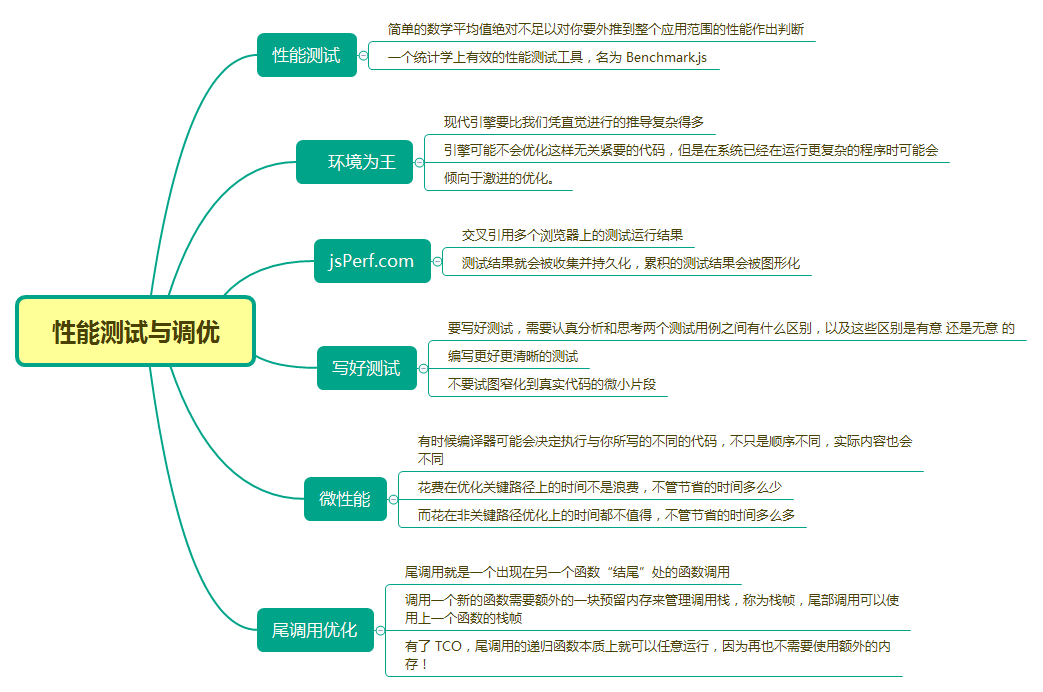 性能测试与调优
性能测试
简单的数学平均值绝对不足以对你要外推到整个应用范围的性能作出判断
一个统计学上有效的性能测试工具，名为 Benchmark.js
环境为王
现代引擎要比我们凭直觉进行的推导复杂得多
引擎可能不会优化这样无关紧要的代码，但是在系统已经在运行更复杂的程序时可能会
倾向于激进的优化。
jsPerf.com
交叉引用多个浏览器上的测试运行结果
测试结果就会被收集并持久化，累积的测试结果会被图形化
写好测试
要写好测试，需要认真分析和思考两个测试用例之间有什么区别，以及这些区别是有意 还是无意 的
编写更好更清晰的测试
不要试图窄化到真实代码的微小片段
微性能
有时候编译器可能会决定执行与你所写的不同的代码，不只是顺序不同，实际内容也会
不同
花费在优化关键路径上的时间不是浪费，不管节省的时间多么少
而花在非关键路径优化上的时间都不值得，不管节省的时间多么多
尾调用优化
尾调用就是一个出现在另一个函数“结尾”处的函数调用
调用一个新的函数需要额外的一块预留内存来管理调用栈，称为栈帧，尾部调用可以使
用上一个函数的栈帧
有了 TCO，尾调用的递归函数本质上就可以任意运行，因为再也不需要使用额外的内
存！